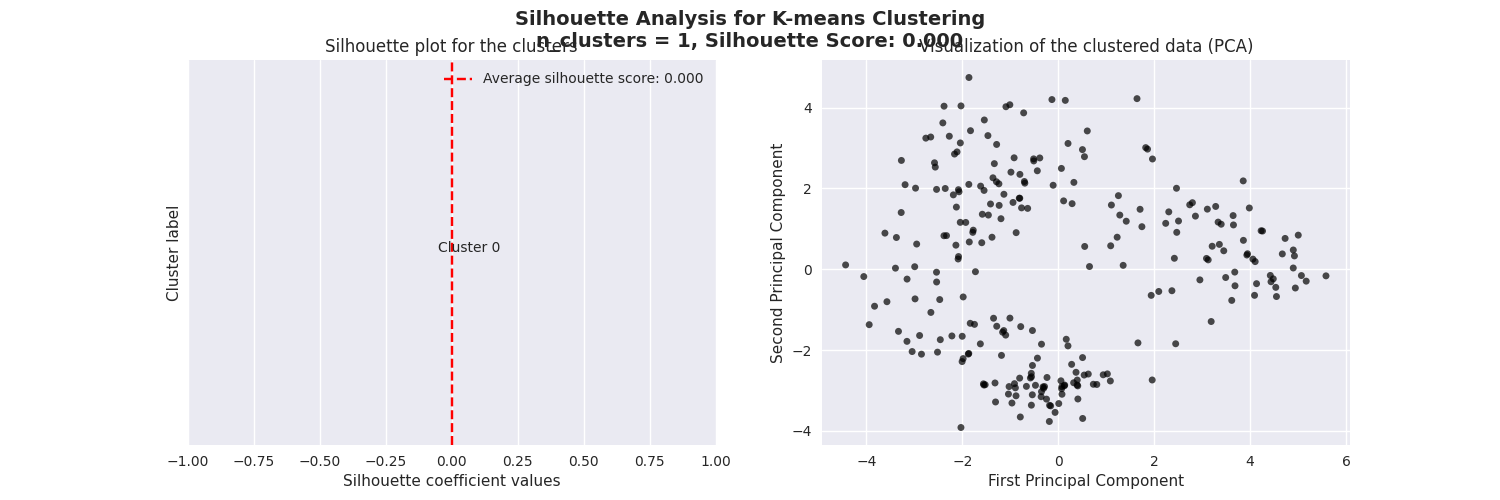 Silhouette Analysis for K-means Clustering
n_clusters = 1, Silhouette Score: 0.000
Silhouette plot for the clusters
Visualization of the clustered data (PCA)
Average silhouette score: 0.000
Cluster label
Cluster 0
−1.00 −0.75 −0.50 −0.25 0.00 0.25 0.50 0.75 1.00
Silhouette coefficient values
Second Principal Component
4
2
0
−2
−4
−4 −2 0 2 4 6
First Principal Component